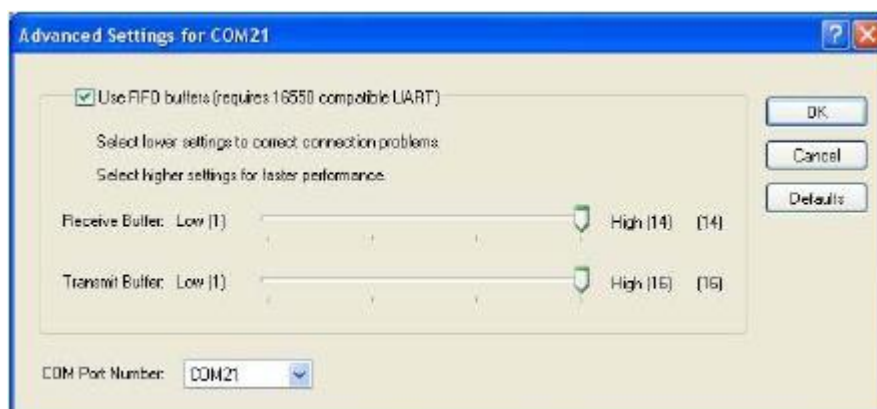 Advanced Settings for COM21
Use FIFO buffers (requires 16550 compatible UART)
OK
Select lower settings to correct connection problems.
Cancel
Select higher settings for faster performance.
Defaults
Receive Buffer: Low (1) High (14) (14)
Transmit Buffer: Low (1) High (16) (16)
COM Port Number: COM21